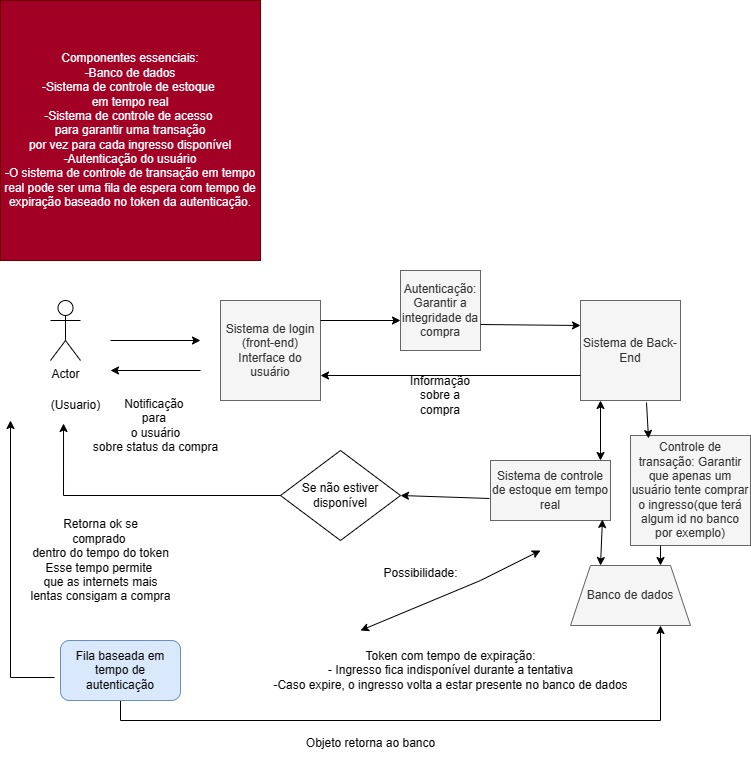 Componentes essenciais:
-Banco de dados
-Sistema de controle de estoque
em tempo real
-Sistema de controle de acesso
para garantir uma transação
por vez para cada ingresso disponível
-Autenticação do usuário
-O sistema de controle de transação em tempo
real pode ser uma fila de espera com tempo de
expiração baseado no token da autenticação.
Actor
(Usuario)
Sistema de login
(front-end)
Interface do
usuário
Autenticação:
Garantir a
integridade da
compra
Sistema de Back-
End
Informação
sobre a
compra
Notificação
para
o usuário
sobre status da compra
Se não estiver
disponível
Sistema de controle
de estoque em tempo
real
Controle de
transação: Garantir
que apenas um
usuário tente comprar
o ingresso(que terá
algum id no banco
por exemplo)
Retorna ok se
comprado
dentro do tempo do token
Esse tempo permite
que as internets mais
lentas consigam a compra
Possibilidade:
Banco de dados
Fila baseada em
tempo de
autenticação
Token com tempo de expiração:
- Ingresso fica indisponível durante a tentativa
-Caso expire, o ingresso volta a estar presente no banco de dados
Objeto retorna ao banco